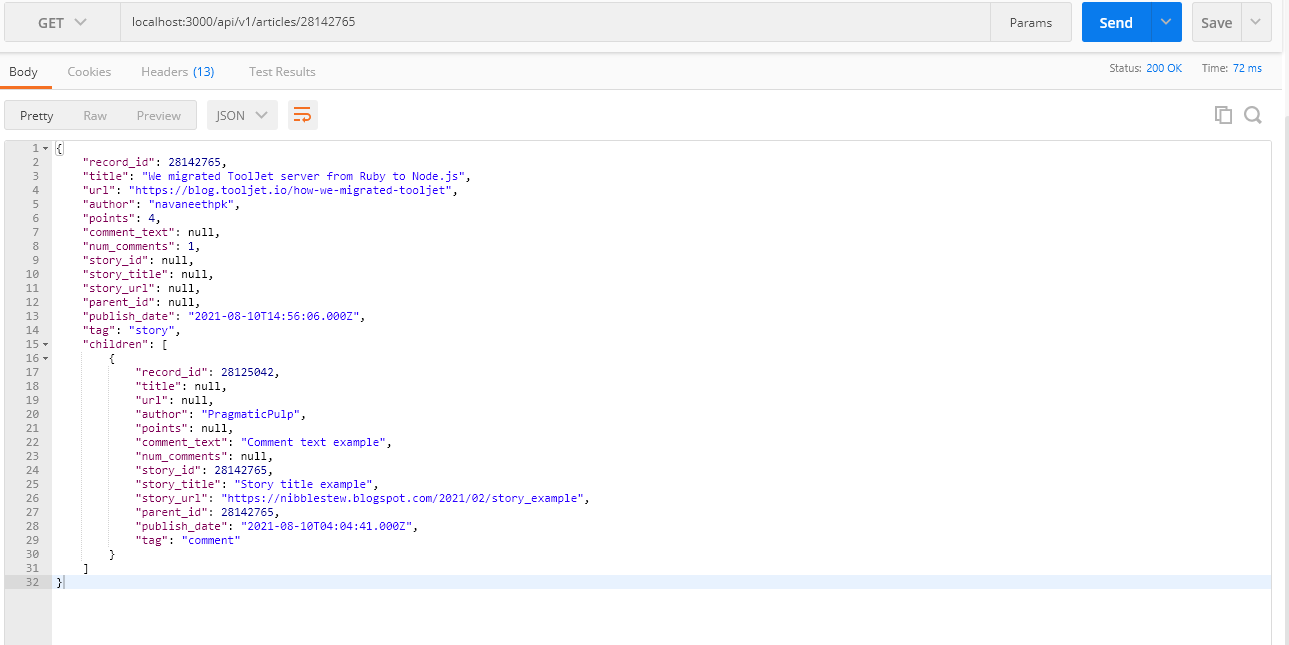 GET localhost:3000/api/v1/articles/28142765 Params Send Save
Body Cookies Headers (13) Test Results Status: 200 OK Time: 72 ms
Pretty Raw Preview JSON
1 {
2 "record_id": 28142765,
3 "title": "We migrated ToolJet server from Ruby to Node.js",
4 "url": "https://blog.tooljet.io/how-we-migrated-tooljet",
5 "author": "navaneethpk",
6 "points": 4,
7 "comment_text": null,
8 "num_comments": 1,
9 "story_id": null,
10 "story_title": null,
11 "story_url": null,
12 "parent_id": null,
13 "publish_date": "2021-08-10T14:56:06.000Z",
14 "tag": "story",
15 "children": [
16 {
17 "record_id": 28125042,
18 "title": null,
19 "url": null,
20 "author": "PragmaticPulp",
21 "points": null,
22 "comment_text": "Comment text example",
23 "num_comments": null,
24 "story_id": 28142765,
25 "story_title": "Story title example",
26 "story_url": "https://nibblestew.blogspot.com/2021/02/story_example",
27 "parent_id": 28142765,
28 "publish_date": "2021-08-10T04:04:41.000Z",
29 "tag": "comment"
30 }
31 ]
32 }